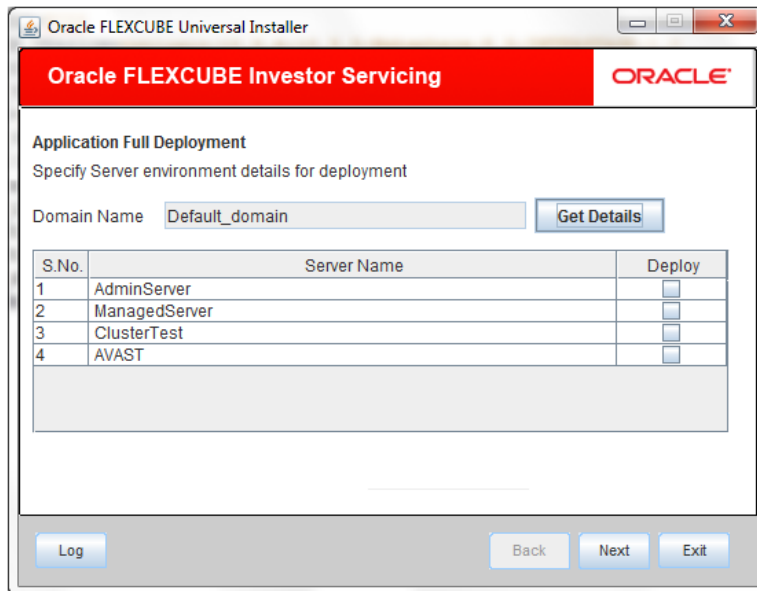 Oracle FLEXCUBE Universal Installer
Oracle FLEXCUBE Investor Servicing
ORACLE
Application Full Deployment
Specify Server environment details for deployment
Domain Name Default_domain Get Details
S.No. Server Name Deploy
1 AdminServer
2 ManagedServer
3 ClusterTest
4 AVAST
Log Back Next Exit